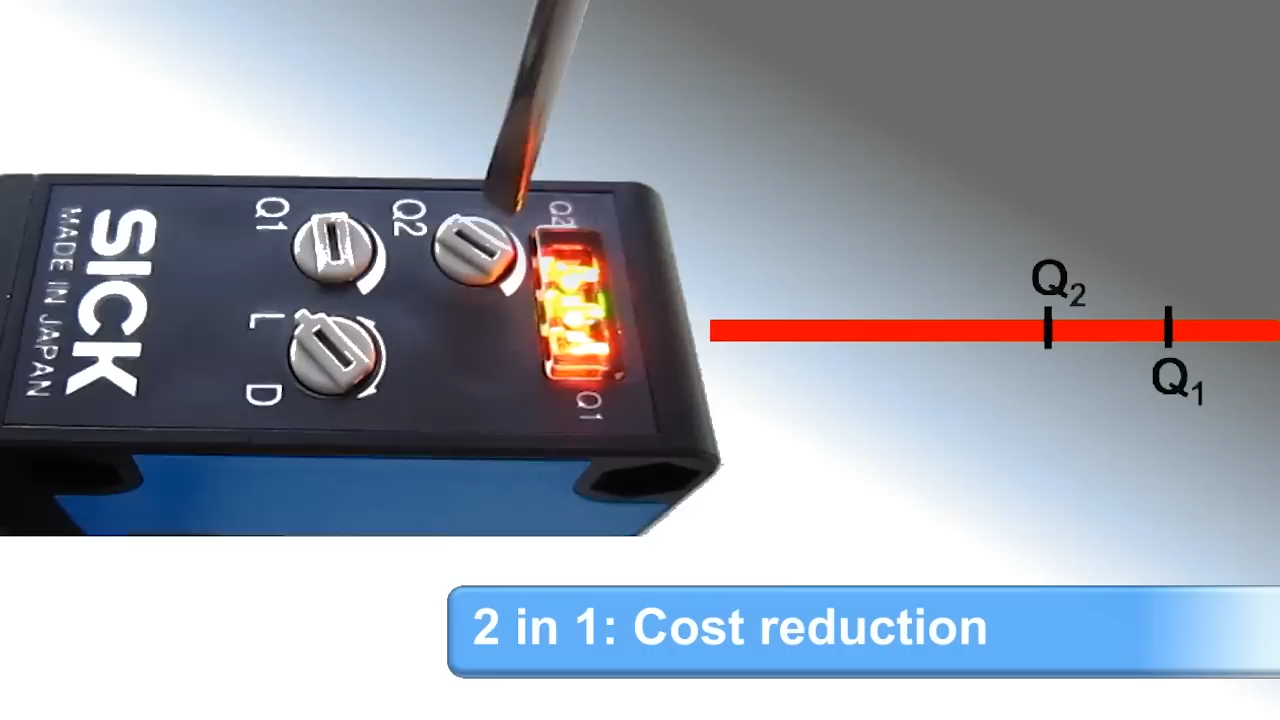 SICK
MADE IN JAPAN
Q1
Q2
L
D
Q2
Q1
Q2
Q1
2 in 1: Cost reduction